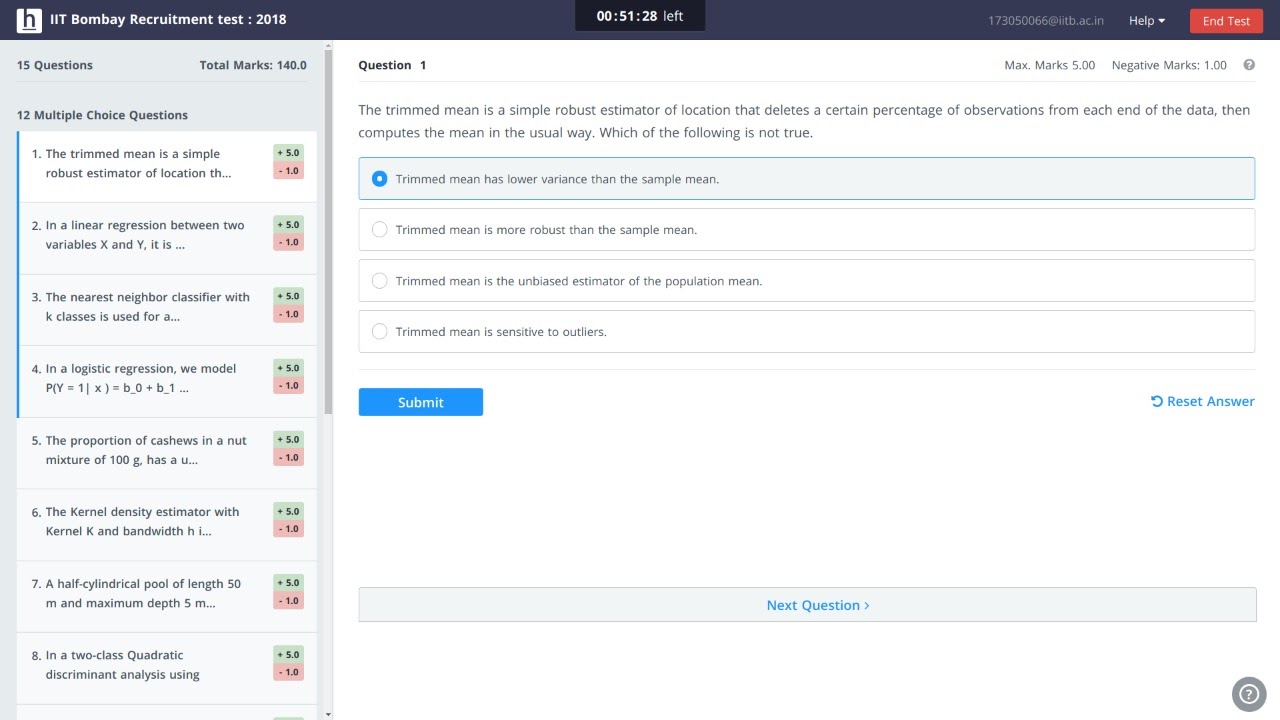 h IIT Bombay Recruitment test : 2018
00:51:28 left
173050066@iitb.ac.in
Help
End Test
15 Questions
Total Marks: 140.0
12 Multiple Choice Questions
1. The trimmed mean is a simple
robust estimator of location th...
+ 5.0
- 1.0
2. In a linear regression between two
variables X and Y, it is ...
+ 5.0
- 1.0
3. The nearest neighbor classifier with
k classes is used for a...
+ 5.0
- 1.0
4. In a logistic regression, we model
P(Y = 1| x ) = b_0 + b_1 ...
+ 5.0
- 1.0
5. The proportion of cashews in a nut
mixture of 100 g, has a u...
+ 5.0
- 1.0
6. The Kernel density estimator with
Kernel K and bandwidth h i...
+ 5.0
- 1.0
7. A half-cylindrical pool of length 50
m and maximum depth 5 m...
+ 5.0
- 1.0
8. In a two-class Quadratic
discriminant analysis using
+ 5.0
- 1.0
Question 1
Max. Marks 5.00
Negative Marks: 1.00
?
The trimmed mean is a simple robust estimator of location that deletes a certain percentage of observations from each end of the data, then
computes the mean in the usual way. Which of the following is not true.
Trimmed mean has lower variance than the sample mean.
Trimmed mean is more robust than the sample mean.
Trimmed mean is the unbiased estimator of the population mean.
Trimmed mean is sensitive to outliers.
Submit
Reset Answer
Next Question ›
?